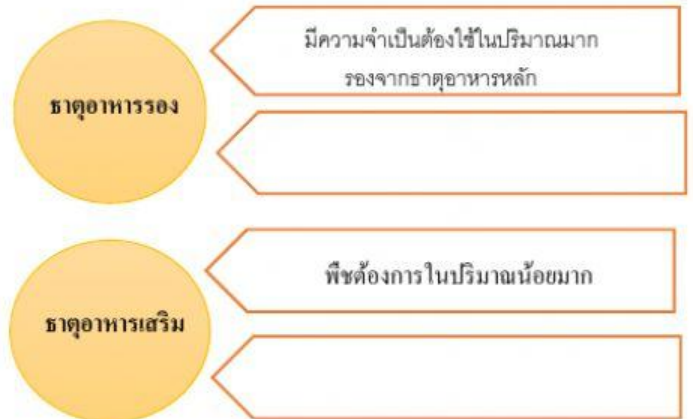 มีความจำเป็นต้องใช้ในปริมาณมาก
รองจากธาตุอาหารหลัก
ธาตุอาหารรอง
พืชต้องการในปริมาณน้อยมาก
ธาตุอาหารเสริม